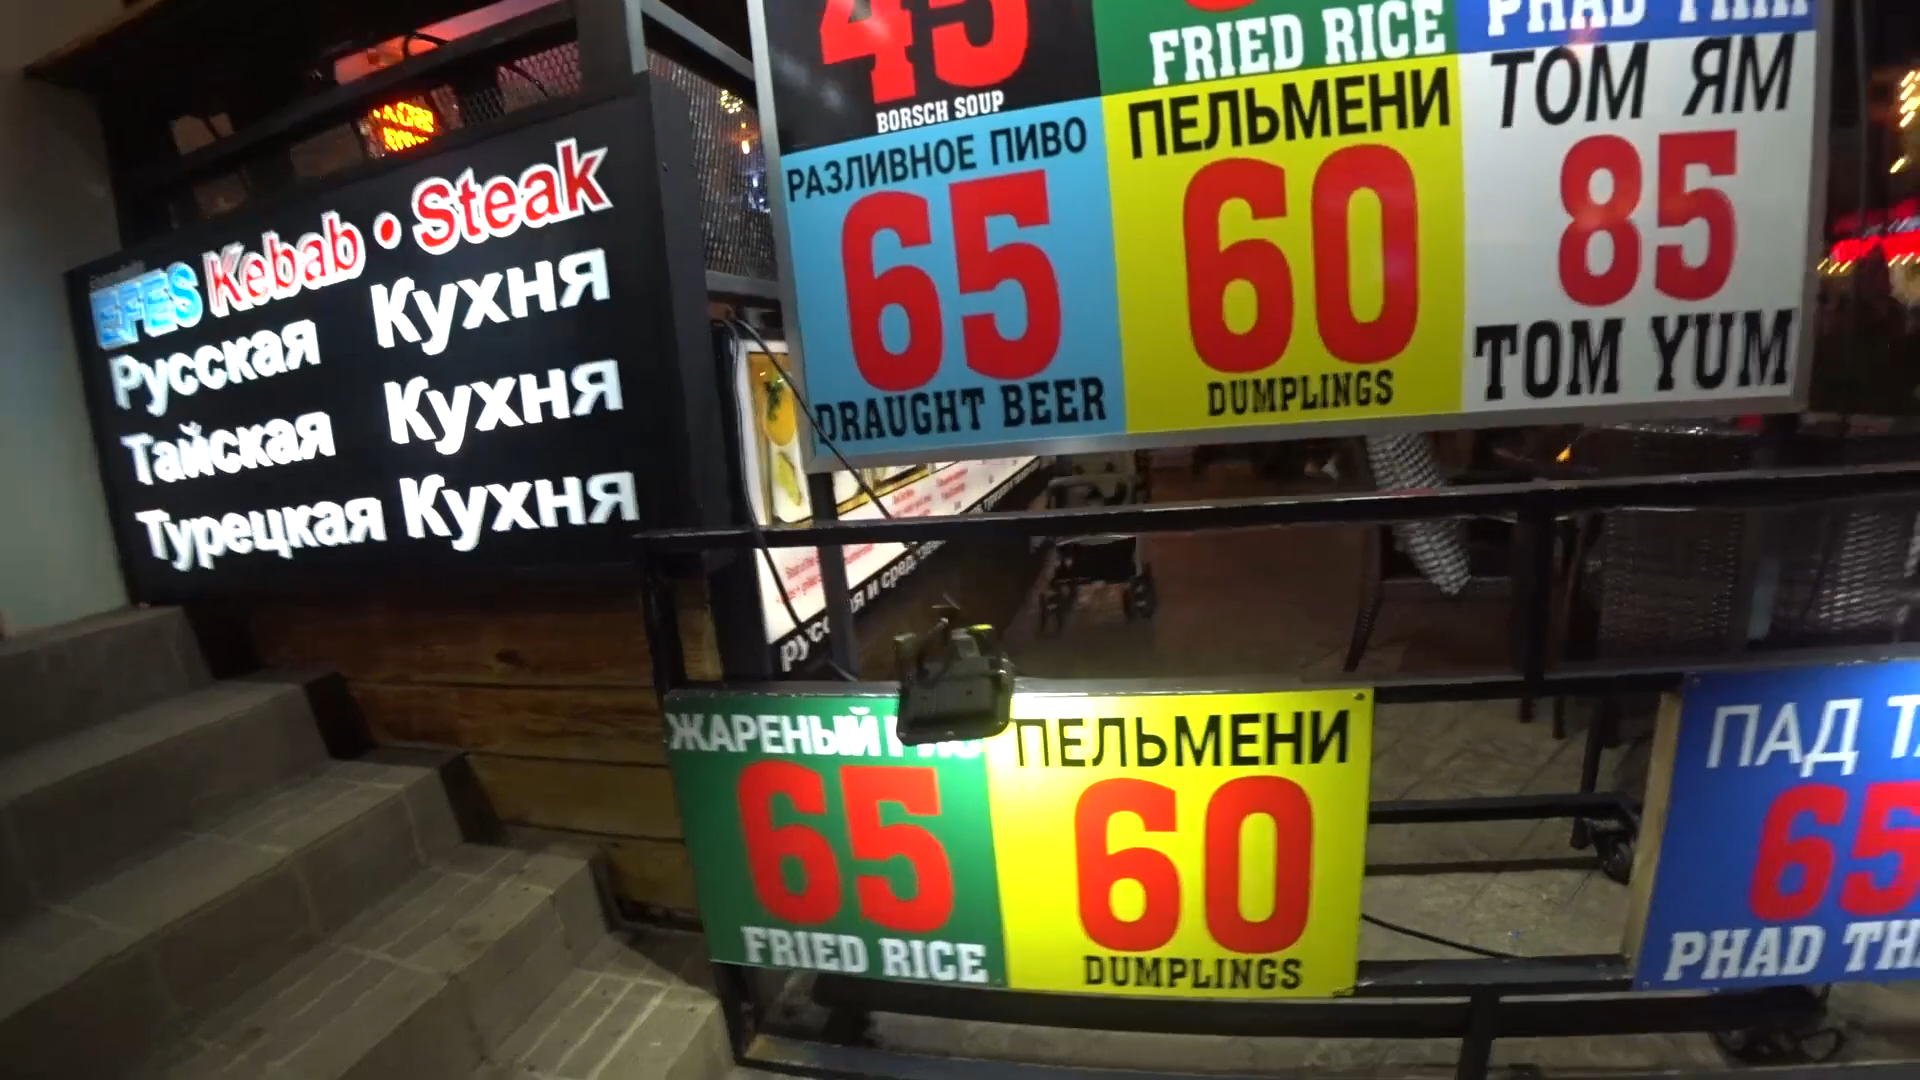 EFES Kebab • Steak
Русская Кухня
Тайская Кухня
Турецкая Кухня
45
BORSCH SOUP
FRIED RICE
PHAD THAI
РАЗЛИВНОЕ ПИВО
65
DRAUGHT BEER
ПЕЛЬМЕНИ
60
DUMPLINGS
ТОМ ЯМ
85
TOM YUM
ЖАРЕНЫЙ
65
FRIED RICE
ПЕЛЬМЕНИ
60
DUMPLINGS
ПАД
65
PHAD